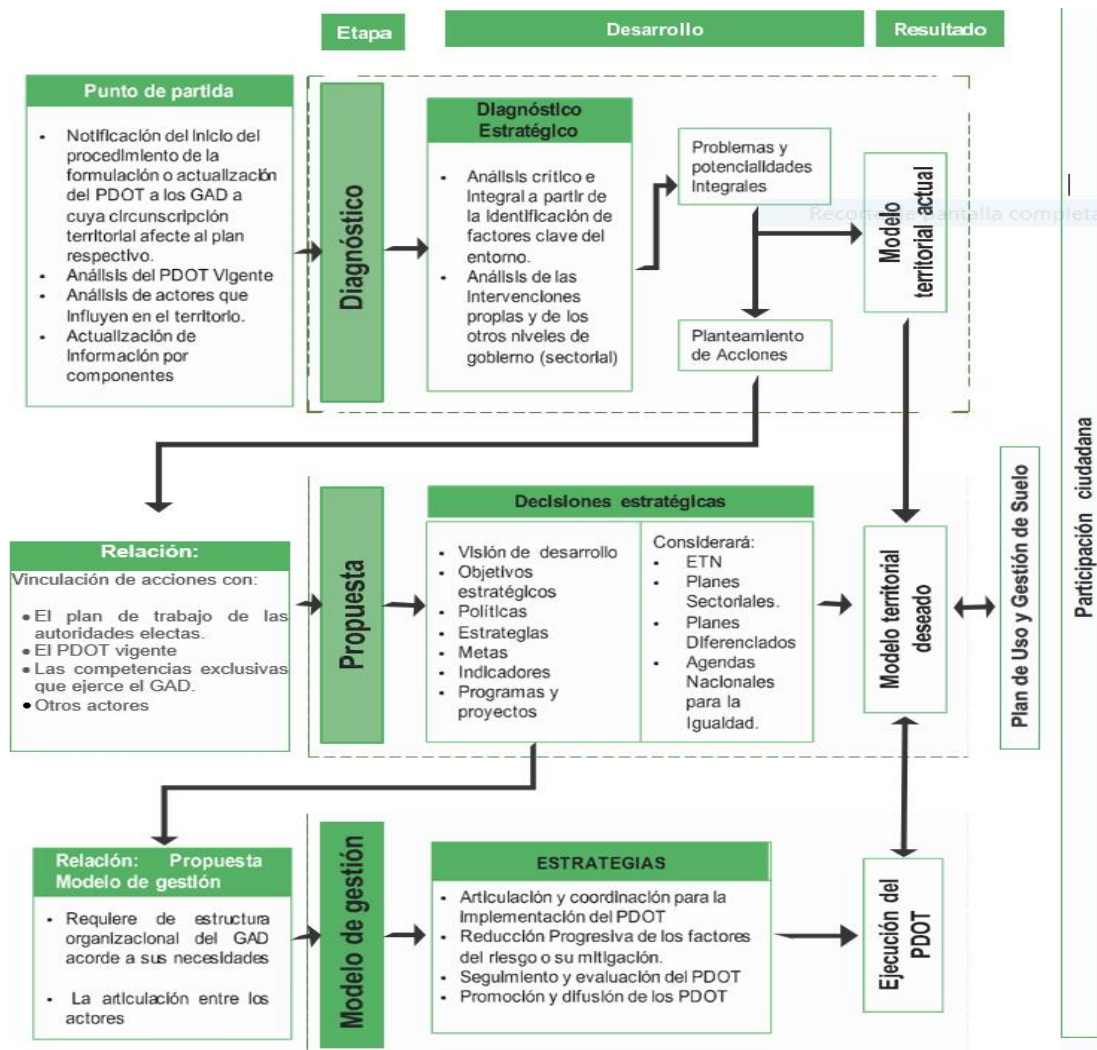 Etapa
Desarrollo
Resultado
Punto de partida
• Notificación del Inicio del
procedimiento de la
formulación o actualización
del PDOT a los GAD a
cuya circunscripción
territorial afecte al plan
respectivo.
• Análisis del PDOT Vigente
• Análisis de actores que
Influyen en el territorio.
• Actualización de
Información por
componentes
Diagnóstico
Diagnóstico
Estratégico
• Análisis crítico e
Integral a partir de
la Identificación de
factores clave del
entorno.
• Análisis de las
Intervenciones
propias y de los
otros niveles de
gobierno (sectorial)
Problemas y
potencialidades
Integrales
Planteamiento
de Acciones
Modelo
territorial actual
Recorte de pantalla completa
Relación:
Vinculación de acciones con:
• El plan de trabajo de las
autoridades electas.
• El PDOT vigente
• Las competencias exclusivas
que ejerce el GAD.
• Otros actores
Propuesta
Decisiones estratégicas
• Visión de desarrollo
• Objetivos
estratégicos
• Políticas
• Estrategias
• Metas
• Indicadores
• Programas y
proyectos
Considerará:
• ETN
• Planes
Sectoriales.
• Planes
Diferenciados
• Agendas
Nacionales
para la
Igualdad.
Modelo territorial
deseado
Plan de Uso y Gestión de Suelo
Participación ciudadana
Relación: Propuesta
Modelo de gestión
• Requiere de estructura
organizacional del GAD
acorde a sus necesidades
• La articulación entre los
actores
Modelo de gestión
ESTRATEGIAS
• Articulación y coordinación para la
Implementación del PDOT
• Reducción Progresiva de los factores
del riesgo o su mitigación.
• Seguimiento y evaluación del PDOT
• Promoción y difusión de los PDOT
Ejecución del
PDOT